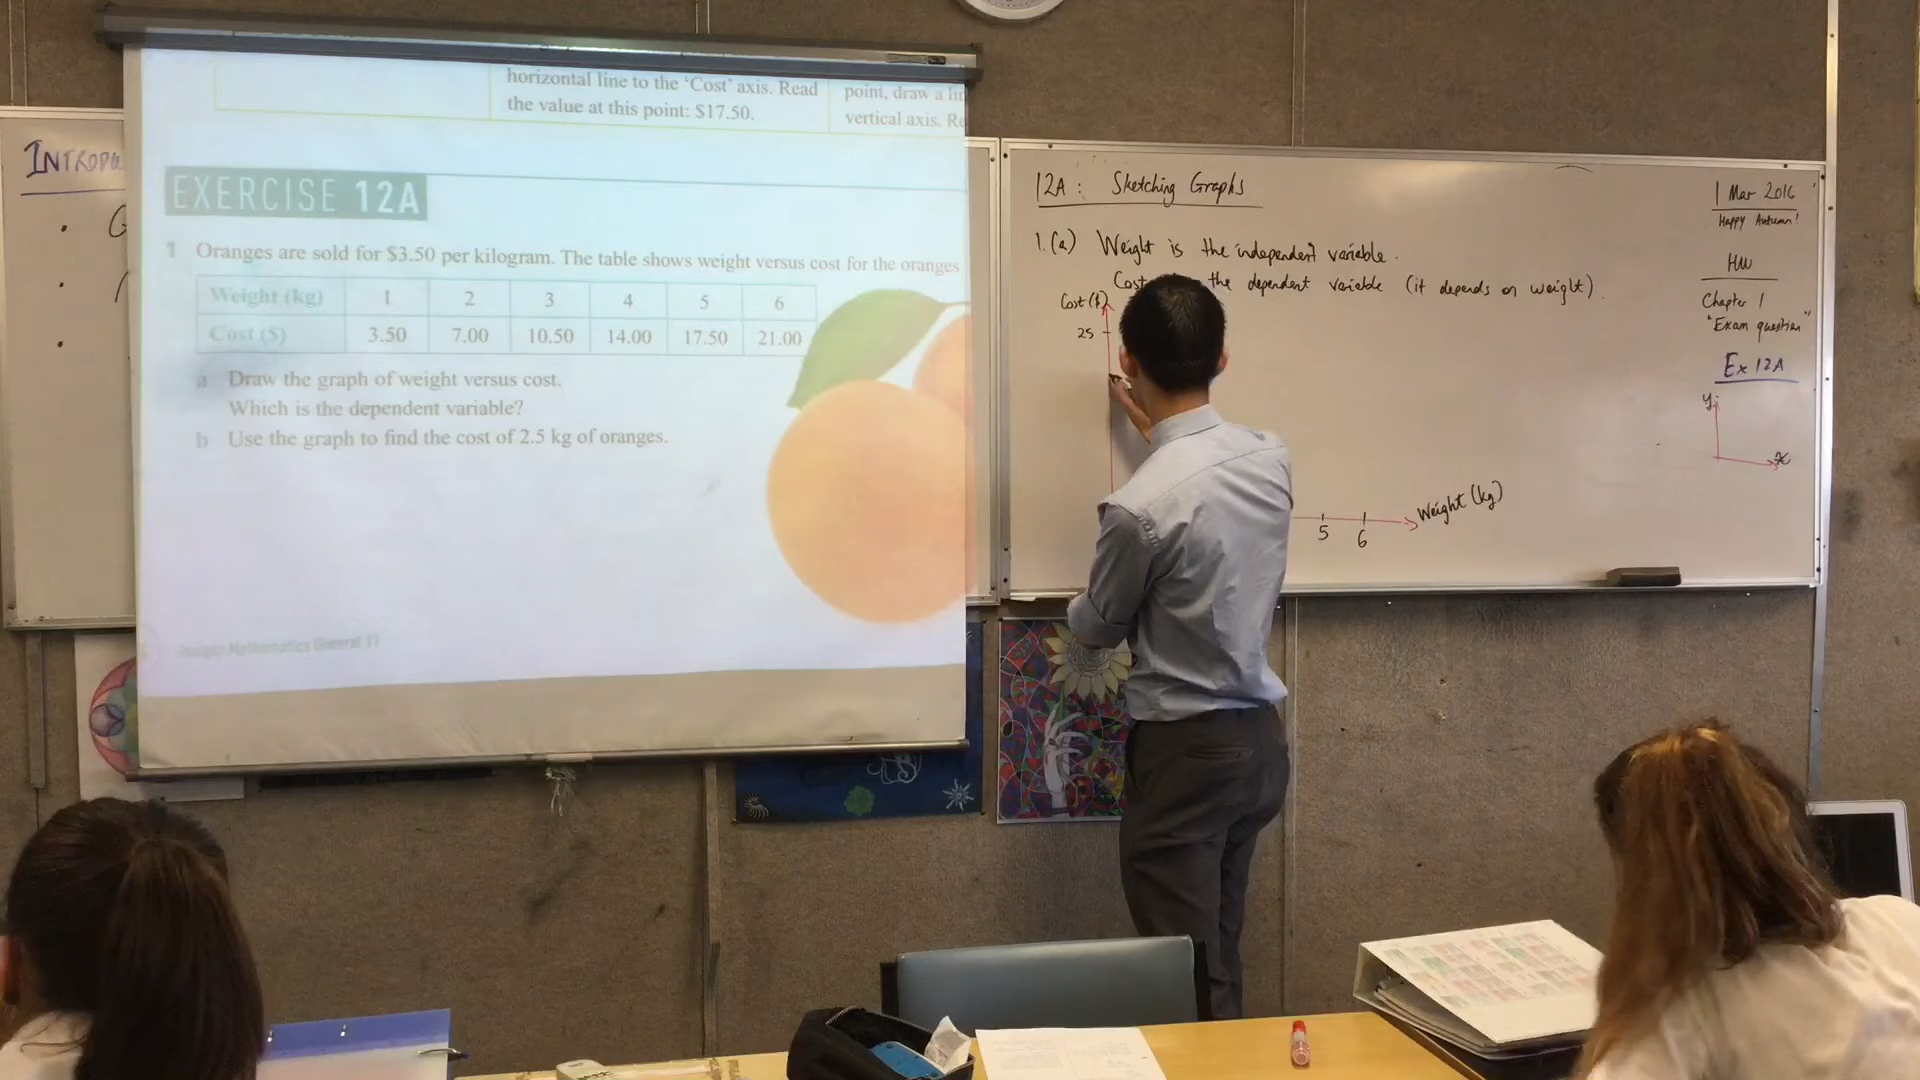 horizontal line to the 'Cost' axis. Read
the value at this point: $17.50.
point, draw a
vertical axis.
EXERCISE 12A
1 Oranges are sold for $3.50 per kilogram. The table shows weight versus cost for the oranges
Weight (kg) 1 2 3 4 5 6
Cost ($) 3.50 7.00 10.50 14.00 17.50 21.00
a Draw the graph of weight versus cost.
Which is the dependent variable?
b Use the graph to find the cost of 2.5 kg of oranges.
Insight Mathematics General 11
12A: Sketching Graphs
1.(a) Weight is the independent variable.
Cost the dependent variable (it depends on weight).
Cost ($)
25
5 6
Weight (kg)
1 Mar 2016
Happy Autumn!
HW
Chapter 1
"Exam question"
Ex 12A
y
x